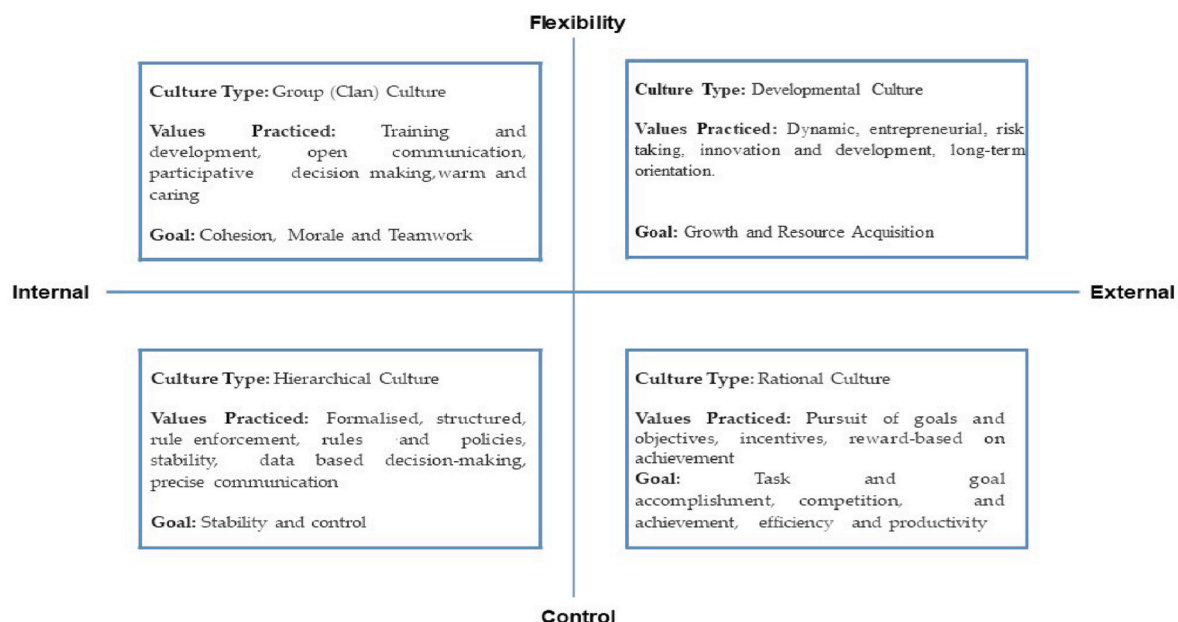 Flexibility
Culture Type: Group (Clan) Culture
Values Practiced: Training and
development, open communication,
participative decision making, warm and
caring
Goal: Cohesion, Morale and Teamwork
Culture Type: Developmental Culture
Values Practiced: Dynamic, entrepreneurial, risk
taking, innovation and development, long-term
orientation.
Goal: Growth and Resource Acquisition
Internal
External
Culture Type: Hierarchical Culture
Values Practiced: Formalised, structured,
rule enforcement, rules and policies,
stability, data based decision-making,
precise communication
Goal: Stability and control
Culture Type: Rational Culture
Values Practiced: Pursuit of goals and
objectives, incentives, reward-based on
achievement
Goal: Task and goal
accomplishment, competition, and
achievement, efficiency and productivity
Control